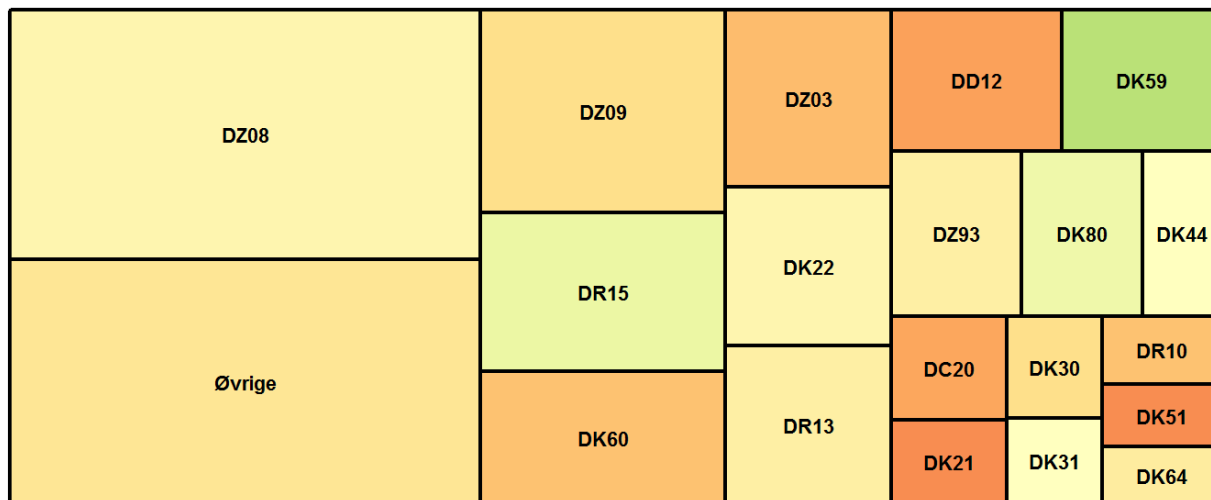 DZ08
Øvrige
DZ09
DR15
DK60
DZ03
DK22
DR13
DD12
DK59
DZ93
DK80
DK44
DC20
DK21
DK30
DK31
DR10
DK51
DK64